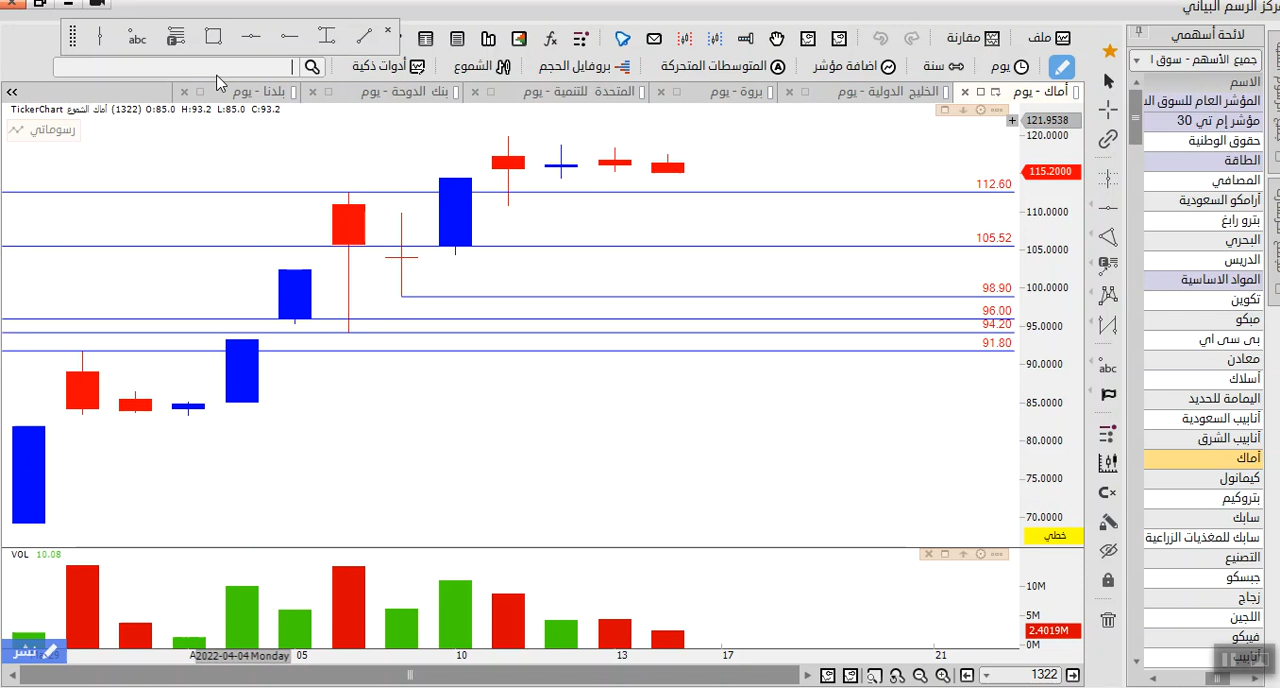 مركز الرسم البياني
لائحة أسهمي
ملف
مقارنة
abc
جميع الأسهم - سوق ا
يوم
سنة
اضافة مؤشر
المتوسطات المتحركة
بروفايل الحجم
الشموع
أدوات ذكية
أماك - يوم
الخليج الدولية - يوم
بروة - يوم
المتحدة للتنمية - يوم
بنك الدوحة - يوم
بلدنا - يوم
TickerChart أماك الشموع (1322) O:85.0 H:93.2 L:85.0 C:93.2
رسوماتي
121.9538
120.0000
115.2000
110.0000
105.0000
100.0000
95.0000
90.0000
85.0000
80.0000
75.0000
70.0000
خطي
112.60
105.52
98.90
96.00
94.20
91.80
الاسم
المؤشر العام للسوق الا
مؤشر إم تي 30
حقوق الوطنية
الطاقة
المصافي
أرامكو السعودية
بترو رابغ
البحري
الدريس
المواد الاساسية
تكوين
مبكو
بى سى اي
معادن
أسلاك
اليمامة للحديد
أنابيب السعودية
أنابيب الشرق
أماك
كيمانول
بتروكيم
سابك
سابك للمغذيات الزراعية
التصنيع
جبسكو
زجاج
اللجين
فيبكو
أنابيب
abc
VOL 10.08
10M
5M
2.4019M
0M
نشر
2022-04-04 Monday
05
10
13
17
21
1322